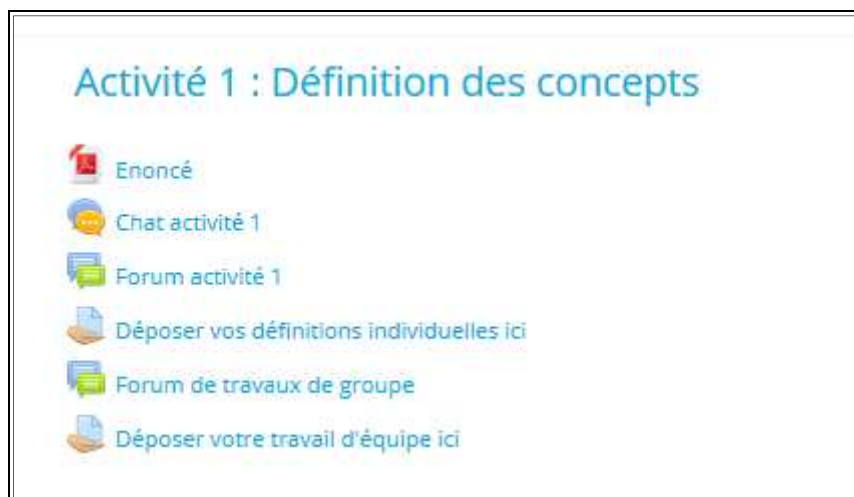 Activité 1 : Définition des concepts
Enoncé
Chat activité 1
Forum activité 1
Déposer vos définitions individuelles ici
Forum de travaux de groupe
Déposer votre travail d'équipe ici